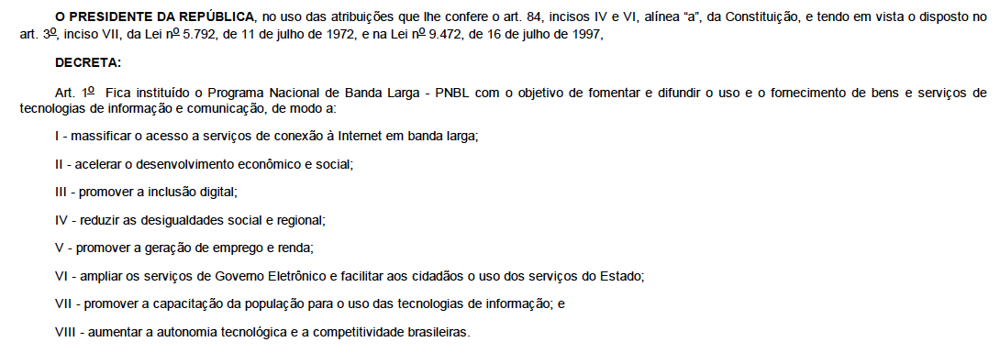 O PRESIDENTE DA REPÚBLICA, no uso das atribuições que lhe confere o art. 84, incisos IV e VI, alínea “a”, da Constituição, e tendo em vista o disposto no
art. 3º, inciso VII, da Lei nº 5.792, de 11 de julho de 1972, e na Lei nº 9.472, de 16 de julho de 1997,
DECRETA:
Art. 1º Fica instituído o Programa Nacional de Banda Larga - PNBL com o objetivo de fomentar e difundir o uso e o fornecimento de bens e serviços de
tecnologias de informação e comunicação, de modo a:
I - massificar o acesso a serviços de conexão à Internet em banda larga;
II - acelerar o desenvolvimento econômico e social;
III - promover a inclusão digital;
IV - reduzir as desigualdades social e regional;
V - promover a geração de emprego e renda;
VI - ampliar os serviços de Governo Eletrônico e facilitar aos cidadãos o uso dos serviços do Estado;
VII - promover a capacitação da população para o uso das tecnologias de informação; e
VIII - aumentar a autonomia tecnológica e a competitividade brasileiras.